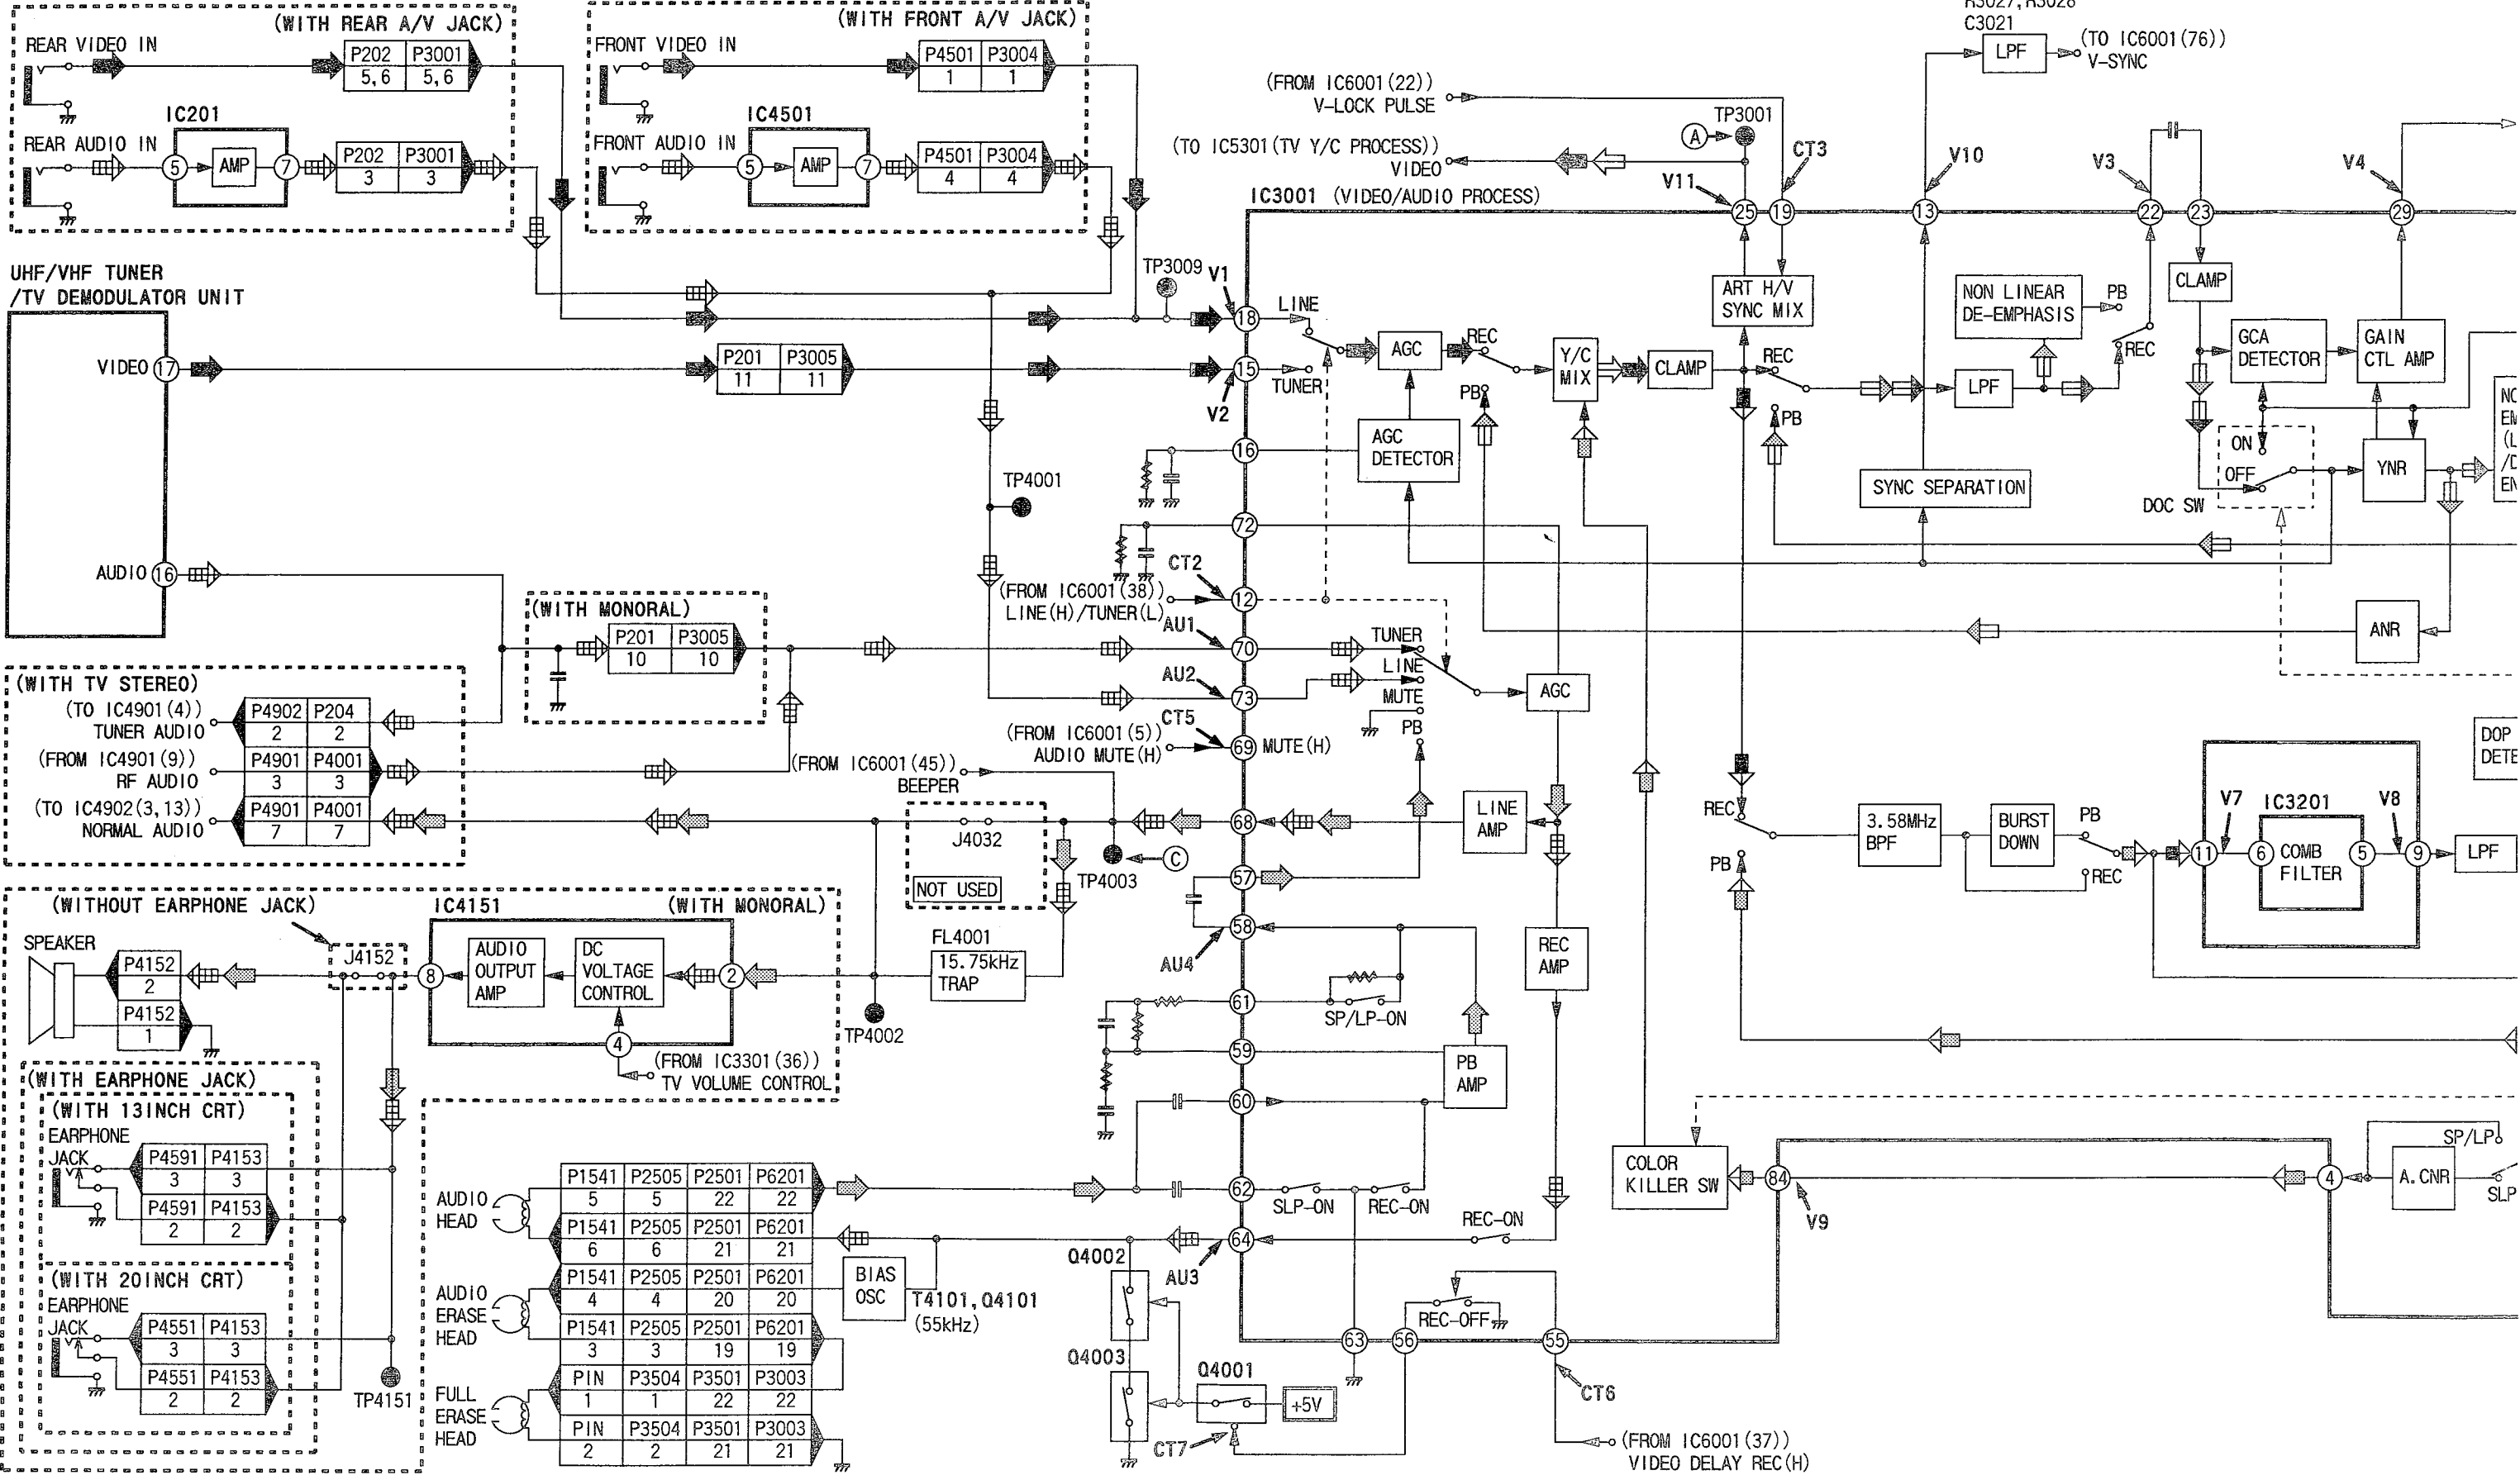 (WITH REAR A/V JACK)
REAR VIDEO IN
P202 P3001
5,6 5,6
IC201
REAR AUDIO IN
5 AMP 7
P202 P3001
3 3
(WITH FRONT A/V JACK)
FRONT VIDEO IN
P4501 P3004
1 1
IC4501
FRONT AUDIO IN
5 AMP 7
P4501 P3004
4 4
R3027,R3028
C3021
LPF
(TO IC6001(76))
V-SYNC
(FROM IC6001(22))
V-LOCK PULSE
TP3001
A
(TO IC5301(TV Y/C PROCESS))
VIDEO
CT3
V10
V3
V4
V11
IC3001 (VIDEO/AUDIO PROCESS)
25 19 13 22 23 29
UHF/VHF TUNER
/TV DEMODULATOR UNIT
VIDEO 17
P201 P3005
11 11
AUDIO 16
TP3009
V1
18 LINE
15 TUNER
V2
AGC
REC
PB
Y/C
MIX
CLAMP
ART H/V
SYNC MIX
REC
PB
LPF
NON LINEAR
DE-EMPHASIS
PB
REC
CLAMP
GCA
DETECTOR
GAIN
CTL AMP
16
AGC
DETECTOR
SYNC SEPARATION
ON
OFF
DOC SW
YNR
NO
EM
(L
/D
EN
TP4001
72
CT2
(FROM IC6001(38))
LINE(H)/TUNER(L)
12
ANR
(WITH MONORAL)
P201 P3005
10 10
AU1
70 TUNER
LINE
MUTE
PB
AU2
73
AGC
CT5
(FROM IC6001(5))
AUDIO MUTE(H)
69 MUTE(H)
(WITH TV STEREO)
(TO IC4901(4))
TUNER AUDIO
P4902 P204
2 2
(FROM IC4901(9))
RF AUDIO
P4901 P4001
3 3
(TO IC4902(3,13))
NORMAL AUDIO
P4901 P4001
7 7
(FROM IC6001(45))
BEEPER
J4032
NOT USED
TP4003
C
68
LINE
AMP
57
58
AU4
REC
AMP
DOP
DETE
REC
PB
3.58MHz
BPF
BURST
DOWN
PB
REC
11 V7 IC3201 V8
6 COMB
FILTER 5 9
LPF
(WITHOUT EARPHONE JACK)
SPEAKER
P4152
2
P4152
1
J4152
IC4151 (WITH MONORAL)
8
AUDIO
OUTPUT
AMP
DC
VOLTAGE
CONTROL
2
4
(FROM IC3301(36))
TV VOLUME CONTROL
FL4001
15.75kHz
TRAP
TP4002
61
SP/LP-ON
59
PB
AMP
60
(WITH EARPHONE JACK)
(WITH 13INCH CRT)
EARPHONE
JACK
P4591 P4153
3 3
P4591 P4153
2 2
(WITH 20INCH CRT)
EARPHONE
JACK
P4551 P4153
3 3
P4551 P4153
2 2
TP4151
AUDIO
HEAD
P1541 P2505 P2501 P6201
5 5 22 22
P1541 P2505 P2501 P6201
6 6 21 21
AUDIO
ERASE
HEAD
P1541 P2505 P2501 P6201
4 4 20 20
P1541 P2505 P2501 P6201
3 3 19 19
FULL
ERASE
HEAD
PIN P3504 P3501 P3003
1 1 22 22
PIN P3504 P3501 P3003
2 2 21 21
BIAS
OSC
T4101,Q4101
(55kHz)
62
SLP-ON REC-ON
64
AU3
REC-ON
Q4002
Q4003
Q4001
+5V
CT7
63 56 55
REC-OFF
CT6
(FROM IC6001(37))
VIDEO DELAY REC(H)
COLOR
KILLER SW
84
V9
4
A.CNR
SP/LP
SLP